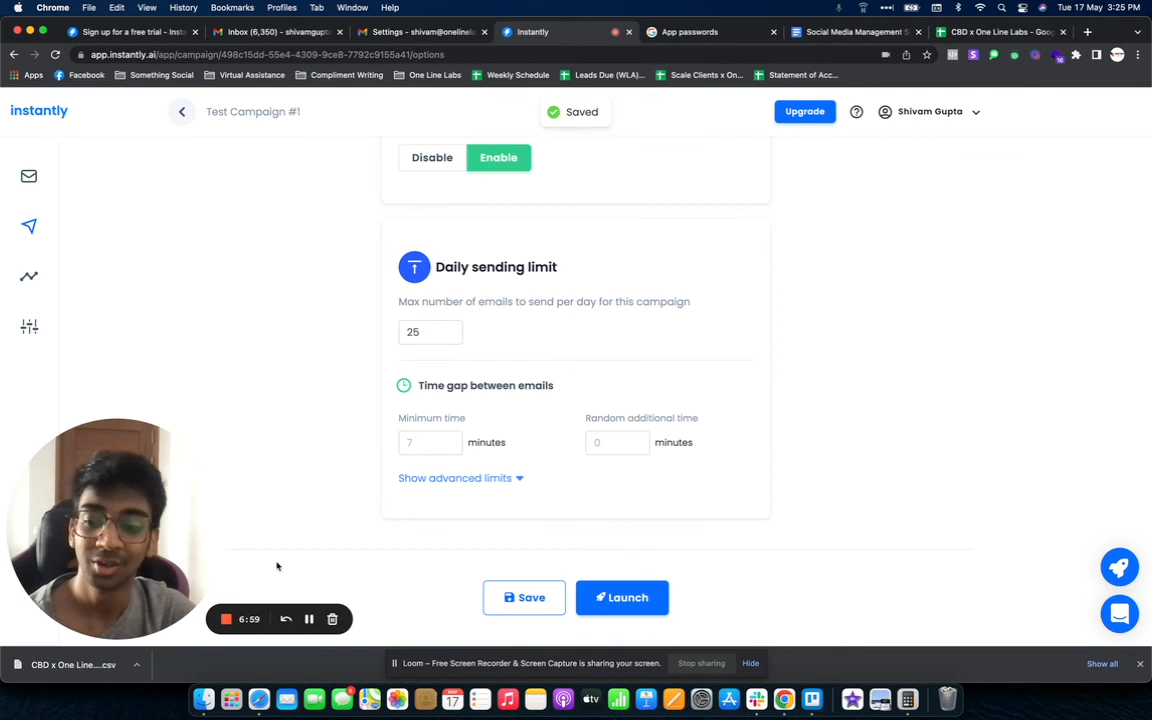 Chrome File Edit View History Bookmarks Profiles Tab Window Help Tue 17 May 3:25 PM
Sign up for a free trial - Insta Inbox (6,350) - shivamgupta Settings - shivam@onelinela Instantly App passwords Social Media Management S CBD x One Line Labs - Goog
app.instantly.ai/app/campaign/498c15dd-55e4-4309-9ce8-7792c9155a41/options
Apps Facebook Something Social Virtual Assistance Compliment Writing One Line Labs Weekly Schedule Leads Due (WLA)... Scale Clients x On... Statement of Acc...
instantly Test Campaign #1 Saved Upgrade Shivam Gupta
Disable Enable
Daily sending limit
Max number of emails to send per day for this campaign
25
Time gap between emails
Minimum time Random additional time
7 minutes 0 minutes
Show advanced limits
Save Launch
6:59
CBD x One Line....csv Loom – Free Screen Recorder & Screen Capture is sharing your screen. Stop sharing Hide Show all